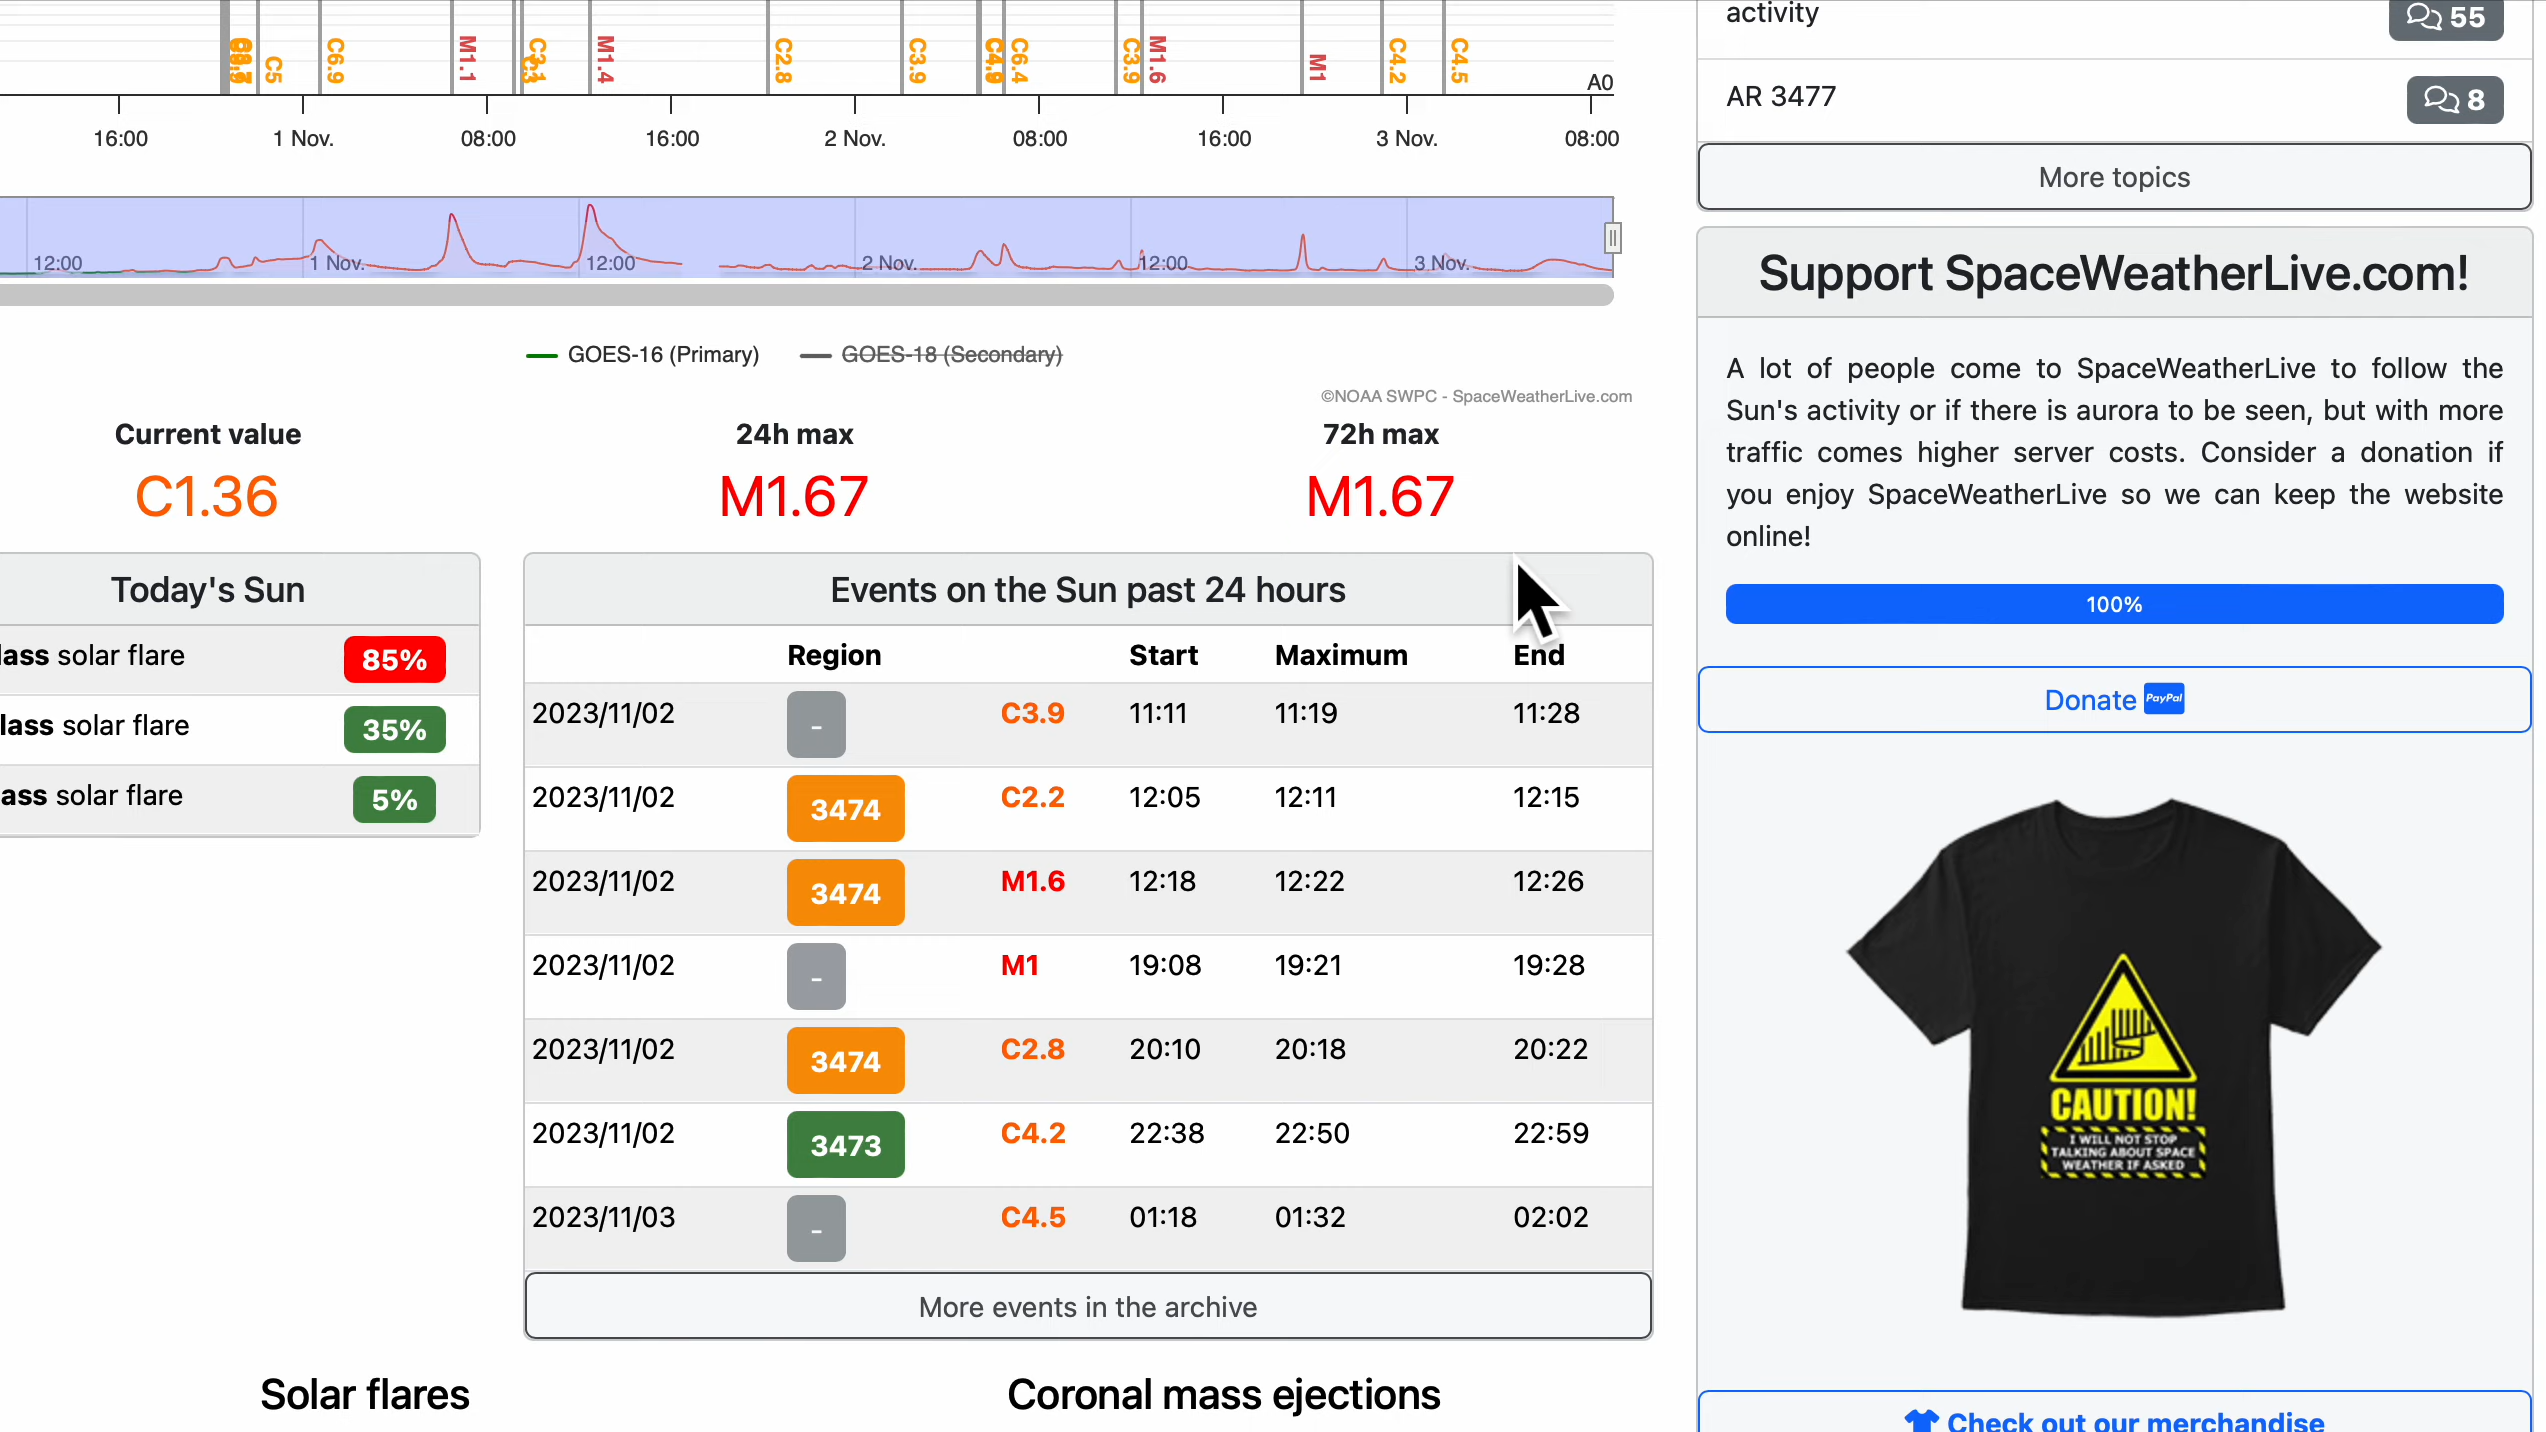 C5
C6.9
M1.1
C3.1
M1.4
C2.8
C3.9
C6.4
C3.9
M1.6
M1
C4.2
C4.5
A0
16:00 1 Nov. 08:00 16:00 2 Nov. 08:00 16:00 3 Nov. 08:00
12:00 1 Nov. 12:00 2 Nov. 12:00 3 Nov.
GOES-16 (Primary) GOES-18 (Secondary)
©NOAA SWPC - SpaceWeatherLive.com
Current value 24h max 72h max
C1.36 M1.67 M1.67
Today's Sun
lass solar flare 85%
lass solar flare 35%
ass solar flare 5%
Events on the Sun past 24 hours
Region Start Maximum End
2023/11/02 - C3.9 11:11 11:19 11:28
2023/11/02 3474 C2.2 12:05 12:11 12:15
2023/11/02 3474 M1.6 12:18 12:22 12:26
2023/11/02 - M1 19:08 19:21 19:28
2023/11/02 3474 C2.8 20:10 20:18 20:22
2023/11/02 3473 C4.2 22:38 22:50 22:59
2023/11/03 - C4.5 01:18 01:32 02:02
More events in the archive
Solar flares
Coronal mass ejections
activity 55
AR 3477 8
More topics
Support SpaceWeatherLive.com!
A lot of people come to SpaceWeatherLive to follow the
Sun's activity or if there is aurora to be seen, but with more
traffic comes higher server costs. Consider a donation if
you enjoy SpaceWeatherLive so we can keep the website
online!
100%
Donate PayPal
CAUTION!
I WILL NOT STOP
TALKING ABOUT SPACE
WEATHER IF ASKED
Check out our merchandise